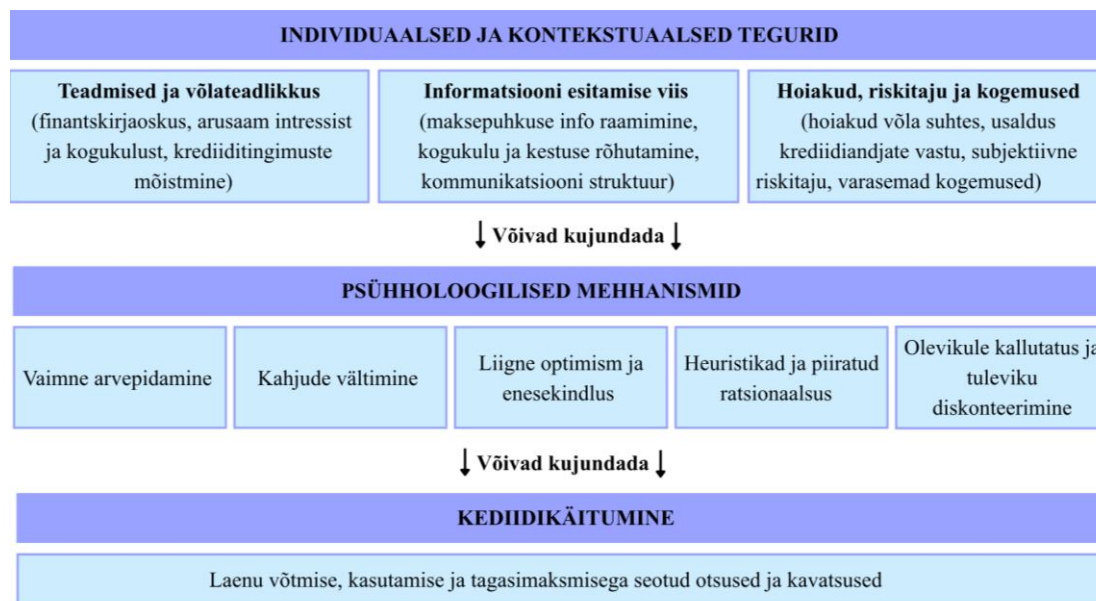 INDIVIDUAALSED JA KONTEKSTUAALSED TEGURID
Teadmised ja võlateadlikkus
(finantskirjaoskus, arusaam intressist
ja kogukulust, krediiditingimuste
mõistmine)
Informatsiooni esitamise viis
(maksepuhkuse info raamimine,
kogukulu ja kestuse rõhutamine,
kommunikatsiooni struktuur)
Hoiakud, riskitaju ja kogemused
(hoiakud võla suhtes, usaldus
krediidiandjate vastu, subjektiivne
riskitaju, varasemad kogemused)
↓ Võivad kujundada ↓
PSÜHHOLOOGILISED MEHHANISMID
Vaimne arvepidamine
Kahjude vältimine
Liigne optimism ja
enesekindlus
Heuristikad ja piiratud
ratsionaalsus
Olevikule kallutatus ja
tuleviku
diskonteerimine
↓ Võivad kujundada ↓
KEDIIDIKÄITUMINE
Laenu võtmise, kasutamise ja tagasimaksmisega seotud otsused ja kavatsused